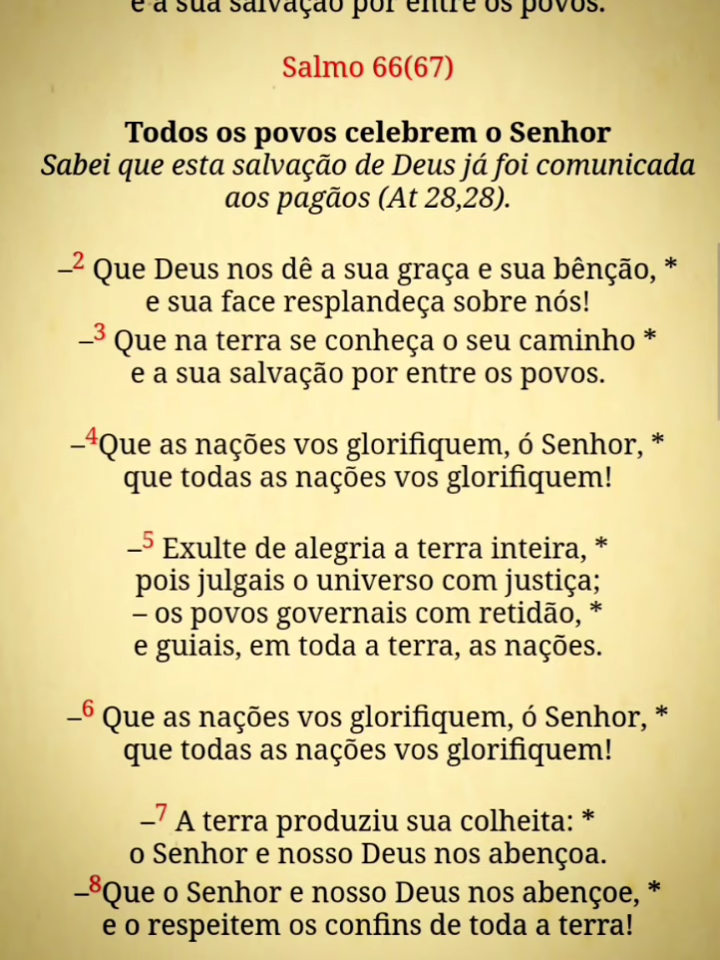 e a sua salvação por entre os povos.
Salmo 66(67)
Todos os povos celebrem o Senhor
Sabei que esta salvação de Deus já foi comunicada
aos pagãos (At 28,28).
–2 Que Deus nos dê a sua graça e sua bênção, *
e sua face resplandeça sobre nós!
–3 Que na terra se conheça o seu caminho *
e a sua salvação por entre os povos.
–4Que as nações vos glorifiquem, ó Senhor, *
que todas as nações vos glorifiquem!
–5 Exulte de alegria a terra inteira, *
pois julgais o universo com justiça;
– os povos governais com retidão, *
e guiais, em toda a terra, as nações.
–6 Que as nações vos glorifiquem, ó Senhor, *
que todas as nações vos glorifiquem!
–7 A terra produziu sua colheita: *
o Senhor e nosso Deus nos abençoa.
–8Que o Senhor e nosso Deus nos abençoe, *
e o respeitem os confins de toda a terra!